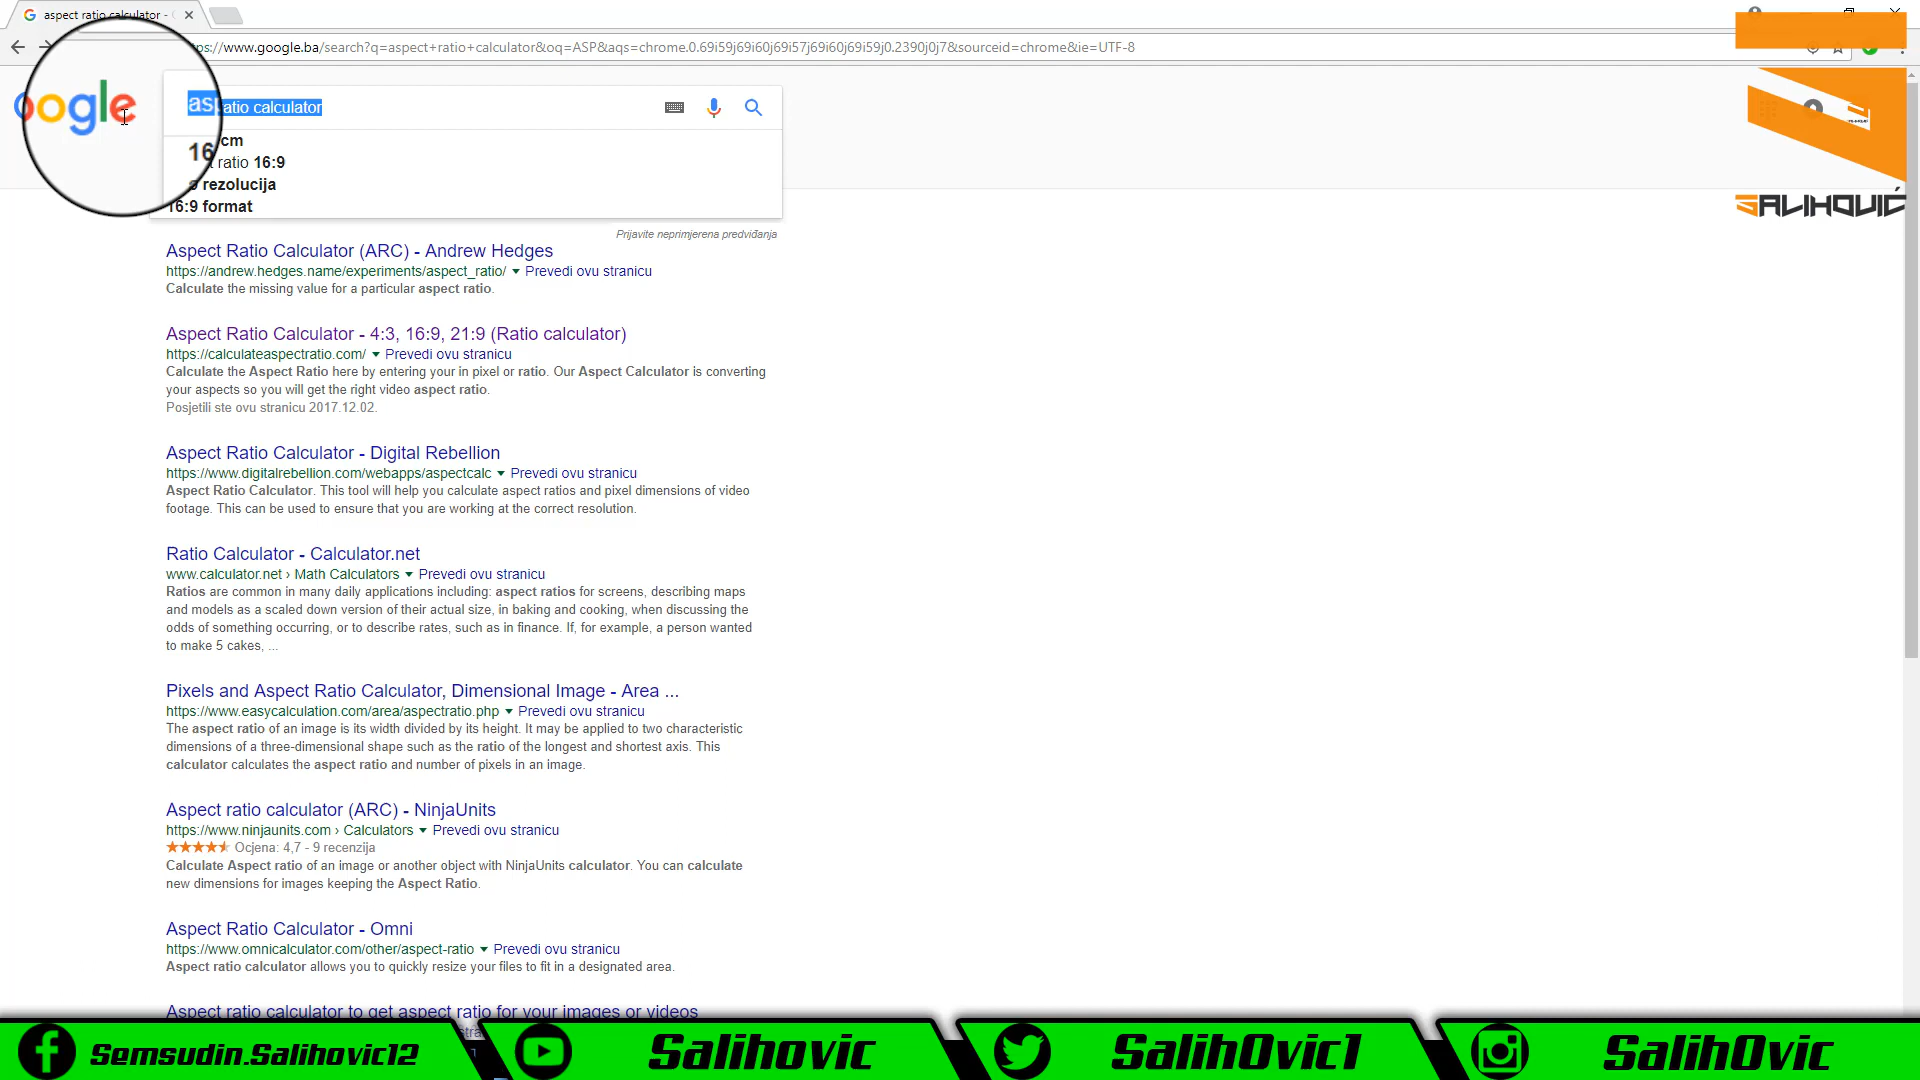 aspect ratio calculator -
ps://www.google.ba/search?q=aspect+ratio+calculator&oq=ASP&aqs=chrome.0.69i59j69i60j69i57j69i60j69i59j0.2390j0j7&sourceid=chrome&ie=UTF-8
oogle
asp ratio calculator
16 cm
t ratio 16:9
9 rezolucija
16:9 format
Prijavite neprimjerena predviđanja
SALIHOVIĆ
Aspect Ratio Calculator (ARC) - Andrew Hedges
https://andrew.hedges.name/experiments/aspect_ratio/ ▼ Prevedi ovu stranicu
Calculate the missing value for a particular aspect ratio.
Aspect Ratio Calculator - 4:3, 16:9, 21:9 (Ratio calculator)
https://calculateaspectratio.com/ ▼ Prevedi ovu stranicu
Calculate the Aspect Ratio here by entering your in pixel or ratio. Our Aspect Calculator is converting
your aspects so you will get the right video aspect ratio.
Posjetili ste ovu stranicu 2017.12.02.
Aspect Ratio Calculator - Digital Rebellion
https://www.digitalrebellion.com/webapps/aspectcalc ▼ Prevedi ovu stranicu
Aspect Ratio Calculator. This tool will help you calculate aspect ratios and pixel dimensions of video
footage. This can be used to ensure that you are working at the correct resolution.
Ratio Calculator - Calculator.net
www.calculator.net › Math Calculators ▼ Prevedi ovu stranicu
Ratios are common in many daily applications including: aspect ratios for screens, describing maps
and models as a scaled down version of their actual size, in baking and cooking, when discussing the
odds of something occurring, or to describe rates, such as in finance. If, for example, a person wanted
to make 5 cakes, ...
Pixels and Aspect Ratio Calculator, Dimensional Image - Area ...
https://www.easycalculation.com/area/aspectratio.php ▼ Prevedi ovu stranicu
The aspect ratio of an image is its width divided by its height. It may be applied to two characteristic
dimensions of a three-dimensional shape such as the ratio of the longest and shortest axis. This
calculator calculates the aspect ratio and number of pixels in an image.
Aspect ratio calculator (ARC) - NinjaUnits
https://www.ninjaunits.com › Calculators ▼ Prevedi ovu stranicu
Ocjena: 4,7 - 9 recenzija
Calculate Aspect ratio of an image or another object with NinjaUnits calculator. You can calculate
new dimensions for images keeping the Aspect Ratio.
Aspect Ratio Calculator - Omni
https://www.omnicalculator.com/other/aspect-ratio ▼ Prevedi ovu stranicu
Aspect ratio calculator allows you to quickly resize your files to fit in a designated area.
Aspect ratio calculator to get aspect ratio for your images or videos
Semsudin.Salihovic12
Salihovic
Salih0vic1
Salih0vic